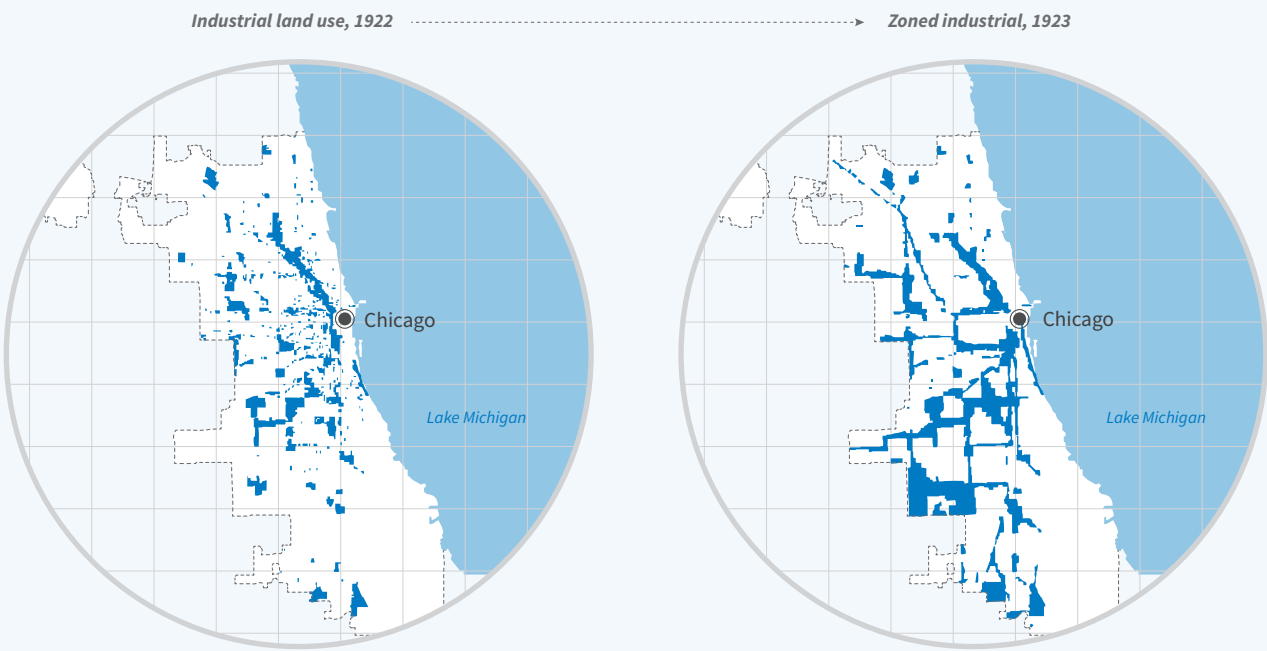 Industrial land use, 1922
Zoned industrial, 1923
Chicago
Chicago
Lake Michigan
Lake Michigan